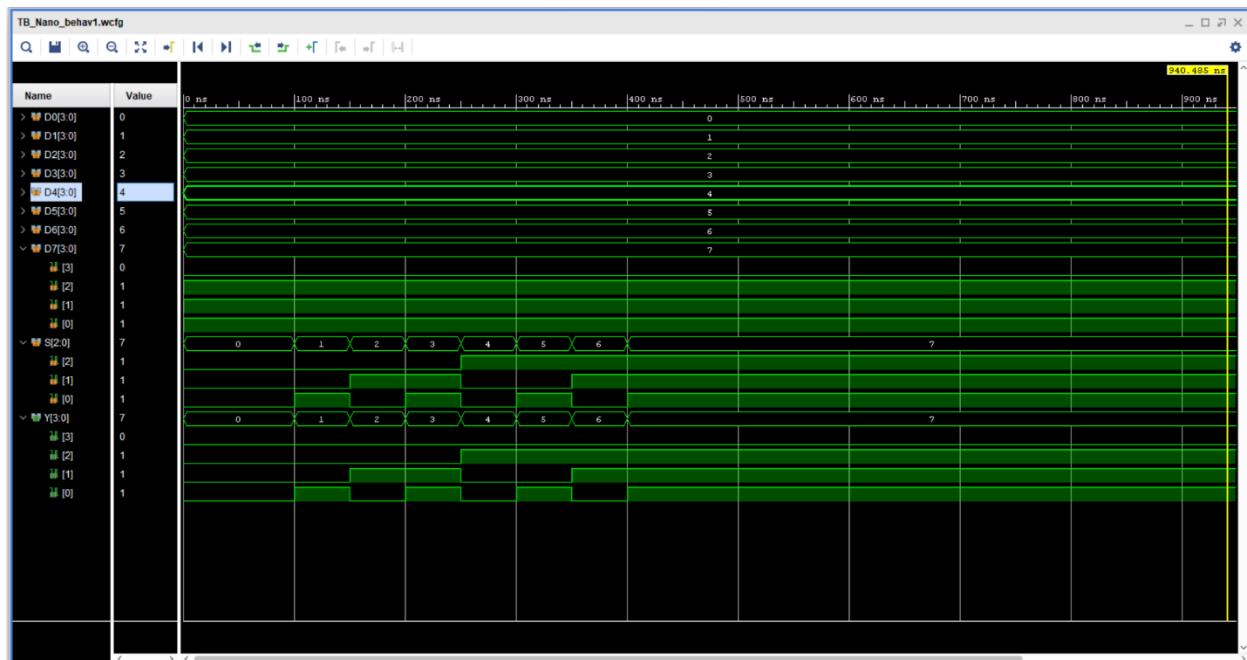 TB_Nano_behav1.wcfg
940.485 ns
Name Value 0 ns 100 ns 200 ns 300 ns 400 ns 500 ns 600 ns 700 ns 800 ns 900 ns
D0[3:0] 0 0
D1[3:0] 1 1
D2[3:0] 2 2
D3[3:0] 3 3
D4[3:0] 4 4
D5[3:0] 5 5
D6[3:0] 6 6
D7[3:0] 7 7
[3] 0
[2] 1
[1] 1
[0] 1
S[2:0] 7 0 1 2 3 4 5 6 7
[2] 1
[1] 1
[0] 1
Y[3:0] 7 0 1 2 3 4 5 6 7
[3] 0
[2] 1
[1] 1
[0] 1